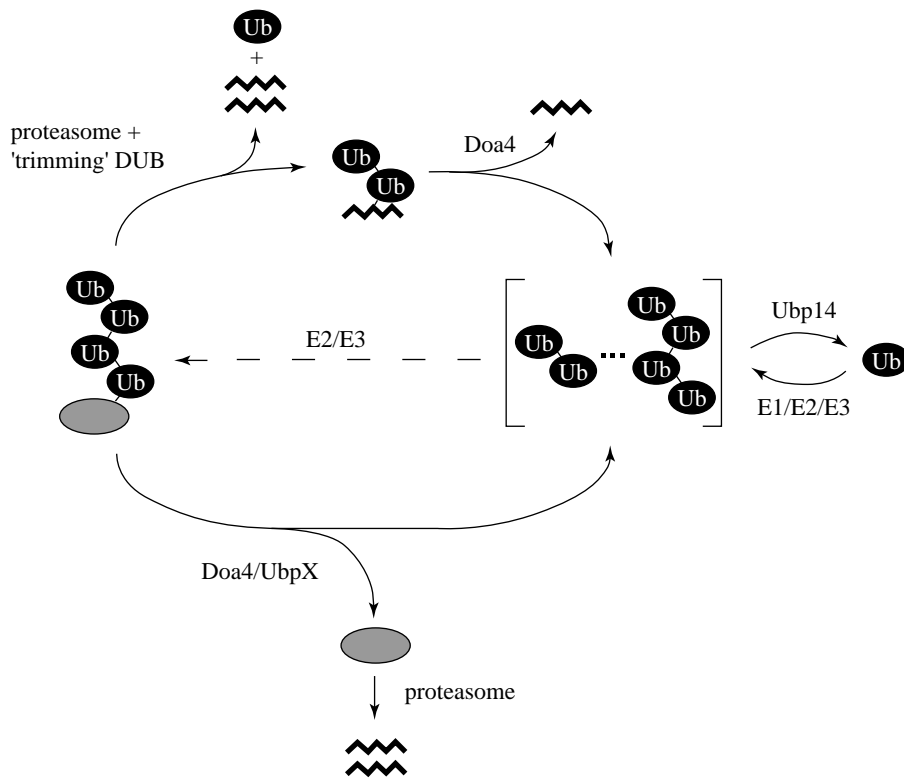 Ub
+
proteasome +
'trimming' DUB
Ub
Ub
Doa4
Ub
Ub
Ub
Ub
E2/E3
Ub
Ub
...
Ub
Ub
Ub
Ub
Ubp14
Ub
E1/E2/E3
Doa4/UbpX
proteasome